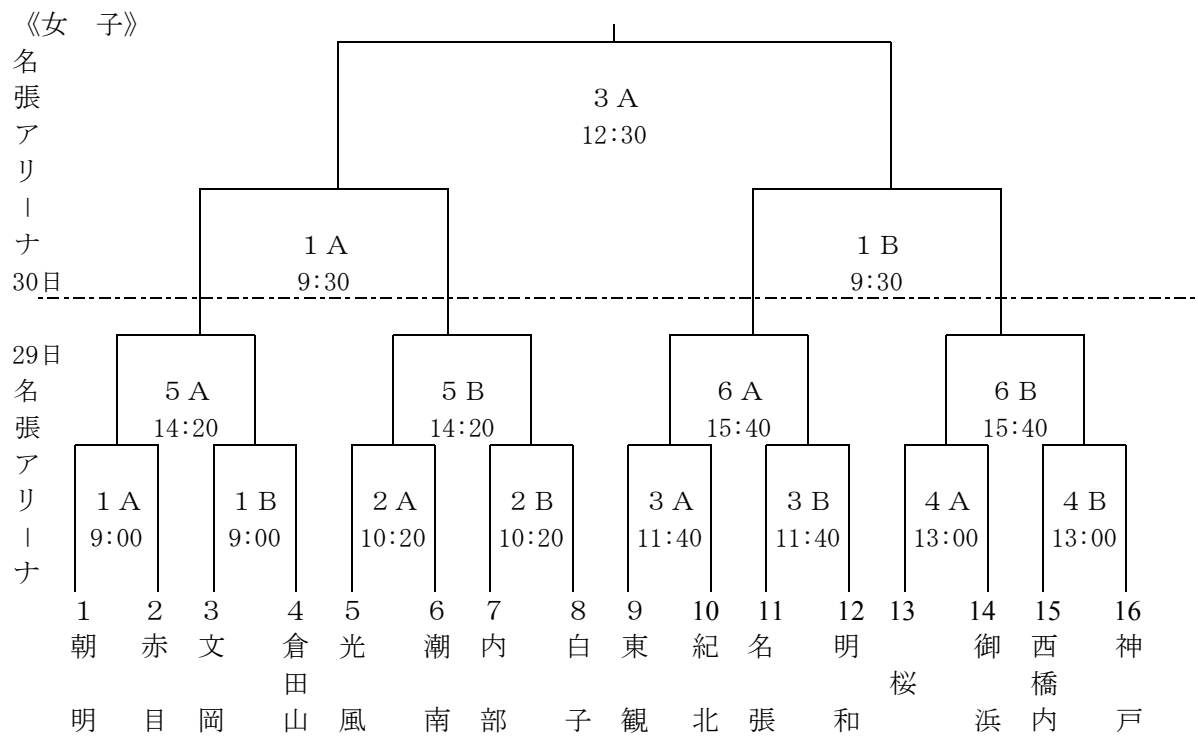 《女　子》
名張アリーナ
３Ａ
12:30
１Ａ
9:30
１Ｂ
9:30
30日
29日
名張アリーナ
５Ａ
14:20
５Ｂ
14:20
６Ａ
15:40
６Ｂ
15:40
１Ａ
9:00
１Ｂ
9:00
２Ａ
10:20
２Ｂ
10:20
３Ａ
11:40
３Ｂ
11:40
４Ａ
13:00
４Ｂ
13:00
1
朝明
2
赤目
3
文岡
4
倉田山
5
光風
6
潮南
7
内部
8
白子
9
東観
10
紀北
11
名張
12
明和
13
桜
14
御浜
15
西橋内
16
神戸